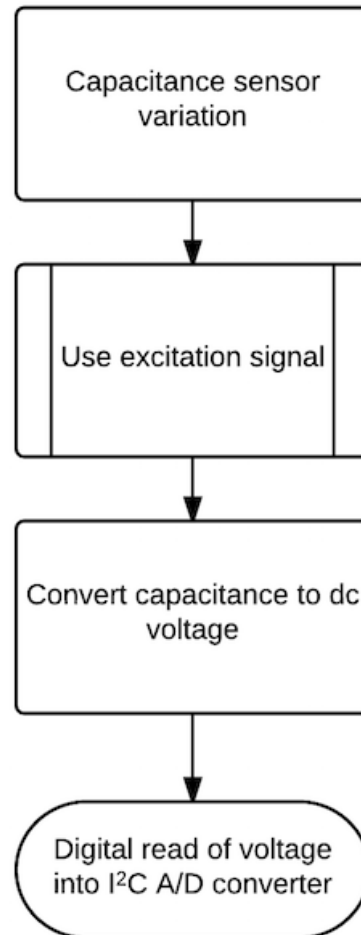 Capacitance sensor
variation
Use excitation signal
Convert capacitance to dc
voltage
Digital read of voltage
into I²C A/D converter